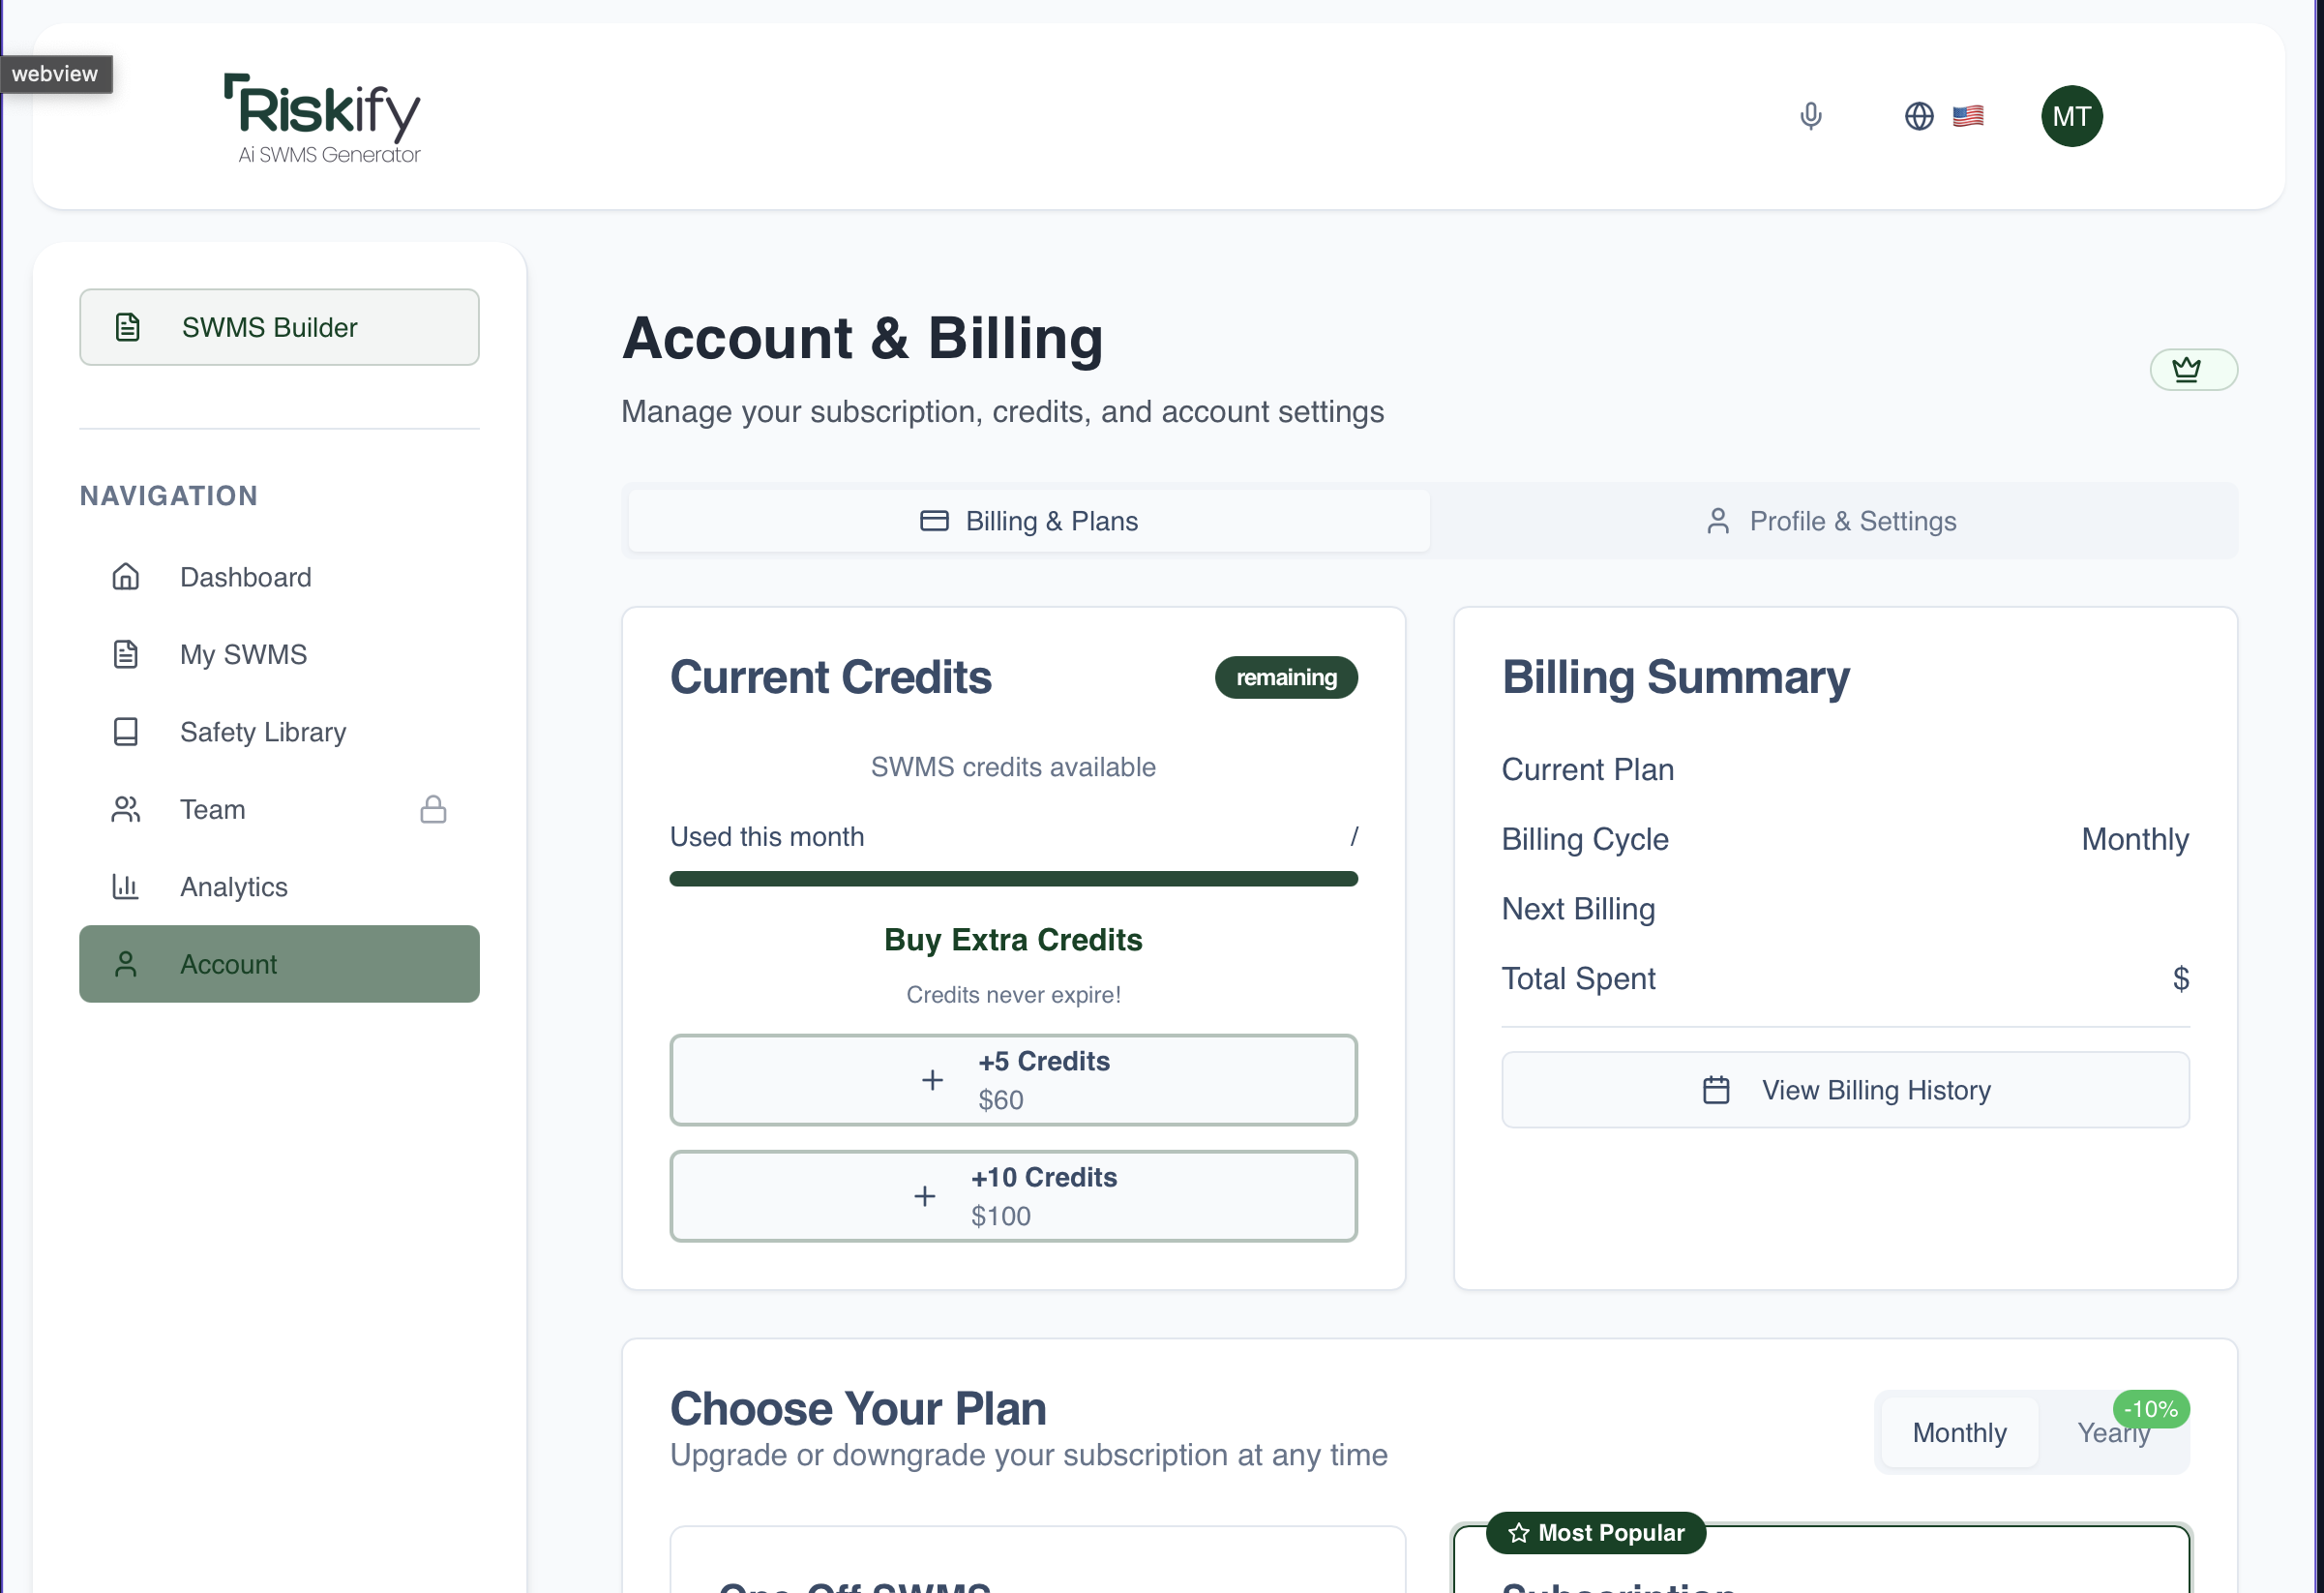 webview
Riskify
Ai SWMS Generator
MT
SWMS Builder
NAVIGATION
Dashboard
My SWMS
Safety Library
Team
Analytics
Account
Account & Billing
Manage your subscription, credits, and account settings
Billing & Plans
Profile & Settings
Current Credits
remaining
SWMS credits available
Used this month /
Buy Extra Credits
Credits never expire!
+5 Credits
$60
+10 Credits
$100
Billing Summary
Current Plan
Billing Cycle Monthly
Next Billing
Total Spent $
View Billing History
Choose Your Plan
Upgrade or downgrade your subscription at any time
Monthly
Yearly
-10%
One-Off SWMS
Most Popular
Subscription